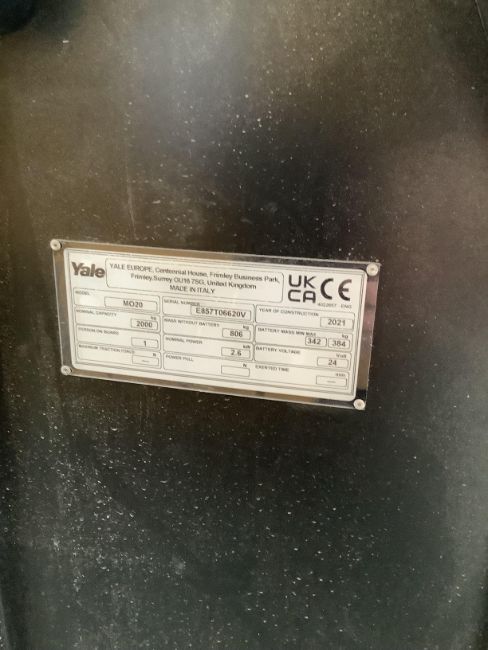 Yale
YALE EUROPE, Centennial House, Frimley Business Park,
Frimley, Surrey GU16 7SG, United Kingdom
MADE IN ITALY
UK CA CE
4022657 - ENG
MODEL
MO20
SERIAL NUMBER
E857T06620V
YEAR OF CONSTRUCTION
2021
NOMINAL CAPACITY kg
2000
MASS WITHOUT BATTERY kg
806
BATTERY MASS MIN MAX kg
342 384
PERSON ON BOARD
1
NOMINAL POWER kW
2.6
BATTERY VOLTAGE Volt
24
MAXIMUM TRACTION FORCE N
—
POWER PULL N
EXERTED TIME min
—